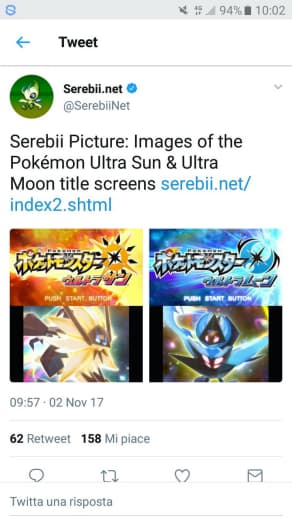 94% 10:02
Tweet
Serebii.net
@SerebiiNet
Serebii Picture: Images of the
Pokémon Ultra Sun & Ultra
Moon title screens serebii.net/
index2.shtml
ポケットモンスター
ウルトラサン
PUSH START BUTTON
ポケットモンスター
ウルトラムーン
PUSH START BUTTON
09:57 · 02 Nov 17
62 Retweet 158 Mi piace
Twitta una risposta